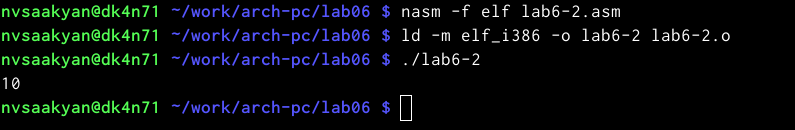 nvsaakyan@dk4n71 ~/work/arch-pc/lab06 $ nasm -f elf lab6-2.asm
nvsaakyan@dk4n71 ~/work/arch-pc/lab06 $ ld -m elf_i386 -o lab6-2 lab6-2.o
nvsaakyan@dk4n71 ~/work/arch-pc/lab06 $ ./lab6-2
10
nvsaakyan@dk4n71 ~/work/arch-pc/lab06 $